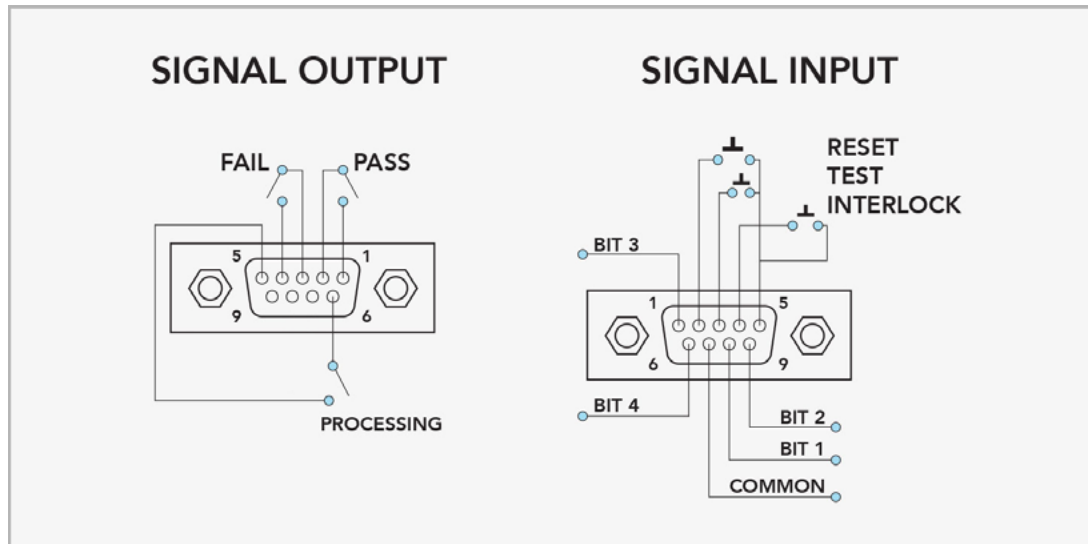 SIGNAL OUTPUT
FAIL PASS
5 1
9 6
PROCESSING
SIGNAL INPUT
RESET
TEST
INTERLOCK
BIT 3
1 5
6 9
BIT 4
BIT 2
BIT 1
COMMON